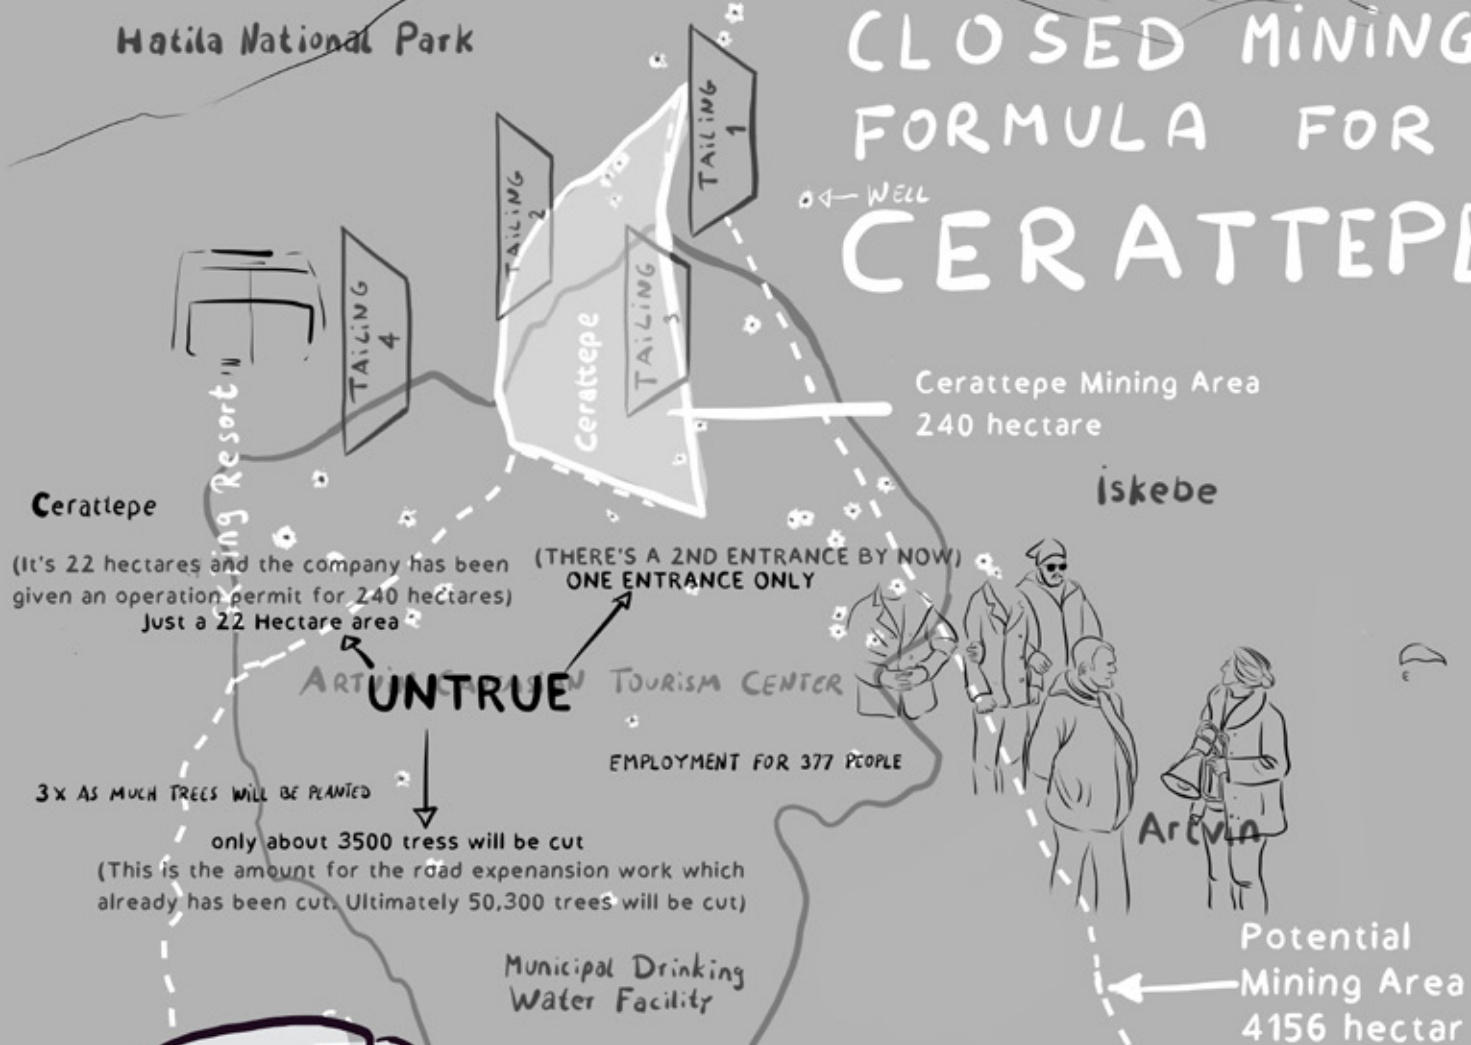 Hatila National Park
CLOSED MINING
FORMULA FOR
WELL
CERATTEPE
TAILING
1
TAILING
2
TAILING
3
TAILING
4
Cerattepe
Resort
Cerattepe Mining Area
240 hectare
İskebe
Cerattepe
(It's 22 hectares and the company has been
given an operation permit for 240 hectares)
Just a 22 Hectare area
(THERE'S A 2ND ENTRANCE BY NOW)
ONE ENTRANCE ONLY
UNTRUE
TOURISM CENTER
EMPLOYMENT FOR 377 PEOPLE
3x AS MUCH TREES WILL BE PLANTED
only about 3500 tress will be cut
(This is the amount for the road expenansion work which
already has been cut. Ultimately 50,300 trees will be cut)
Artvin
Municipal Drinking
Water Facility
Potential
Mining Area
4156 hectar